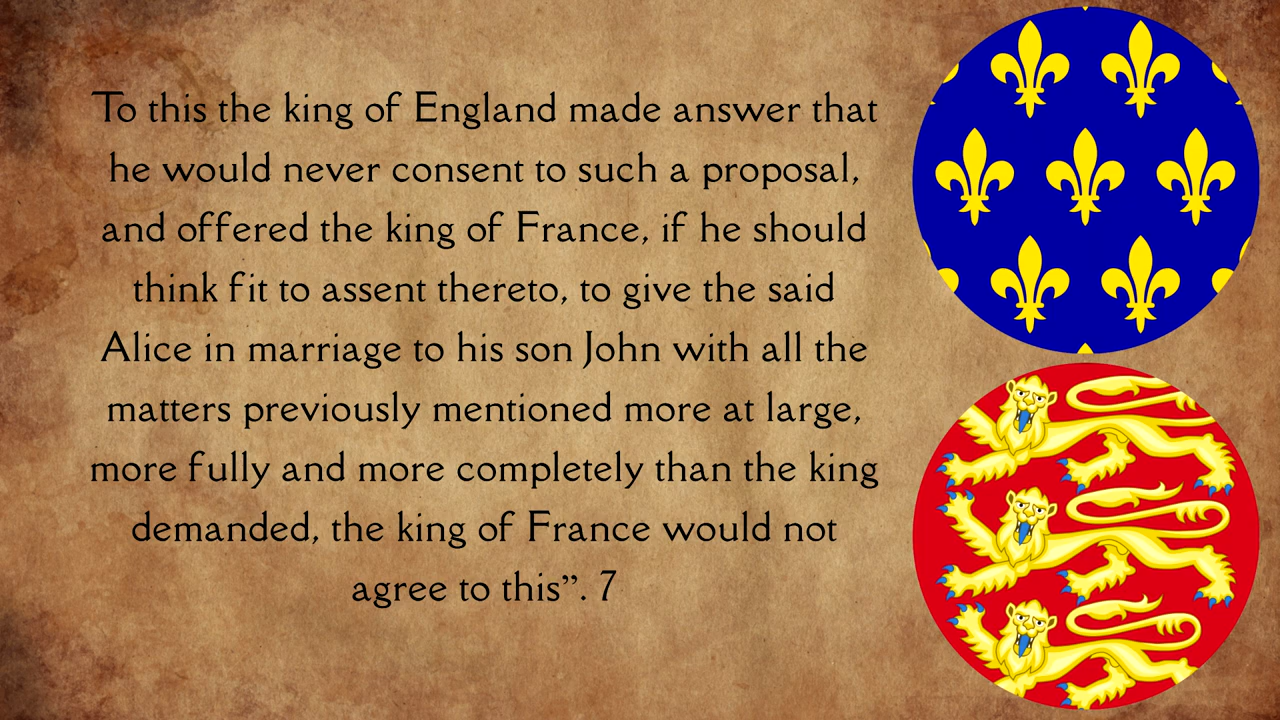 To this the king of England made answer that
he would never consent to such a proposal,
and offered the king of France, if he should
think fit to assent thereto, to give the said
Alice in marriage to his son John with all the
matters previously mentioned more at large,
more fully and more completely than the king
demanded, the king of France would not
agree to this”. 7